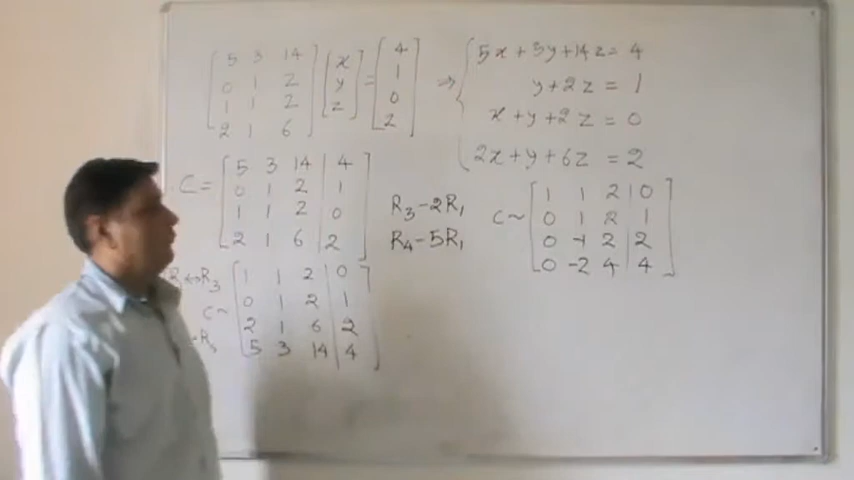 [5 3 14] [x] = [4] ⇒ { 5x + 3y + 14z = 4
[0 1 2] [y] [1] y + 2z = 1
[1 1 2] [z] [0] x + y + 2z = 0
[2 1 6] [2] 2x + y + 6z = 2
C = [5 3 14 | 4]
[0 1 2 | 1]
[1 1 2 | 0]
[2 1 6 | 2]
R ↔ R3
C ~ [1 1 2 | 0]
[0 1 2 | 1]
[2 1 6 | 2]
[5 3 14 | 4]
R3 - 2R1
R4 - 5R1
C ~ [1 1 2 | 0]
[0 1 2 | 1]
[0 -1 2 | 2]
[0 -2 4 | 4]